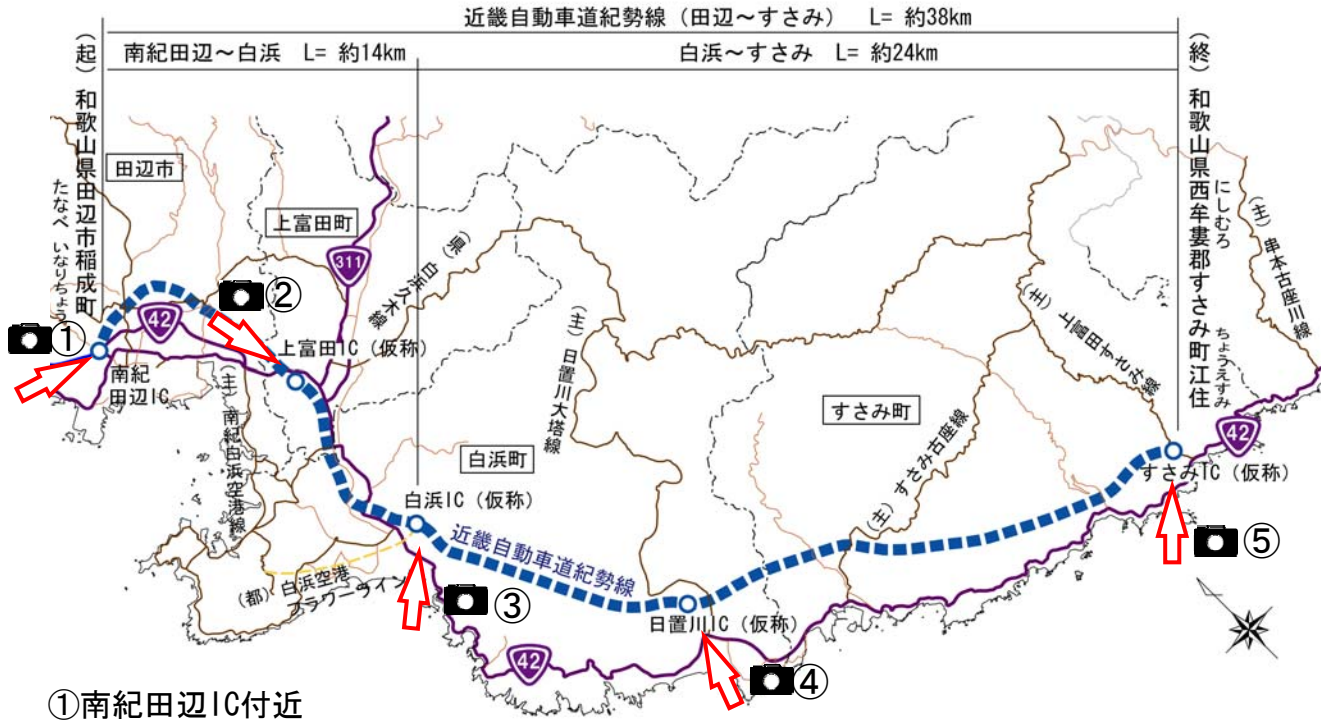 近畿自動車道紀勢線（田辺～すさみ）　L= 約38km
南紀田辺～白浜　L= 約14km
白浜～すさみ　L= 約24km
（起）和歌山県田辺市稲成町
たなべ いなりちょう
（終）和歌山県西牟婁郡すさみ町江住
にしむろ
ちょうえすみ
田辺市
上富田町
311
（県）白浜久木線
（主）串本古座川線
②
①
42
上富田IC（仮称）
南紀
田辺IC
（主）南紀白浜空港線
（主）日置川大塔線
（主）上富田すさみ線
すさみ町
（主）すさみ古座線
42
白浜町
すさみIC（仮称）
白浜IC（仮称）
近畿自動車道紀勢線
⑤
（都）白浜空港
フラワーライン
③
日置川IC（仮称）
42
④
①南紀田辺IC付近